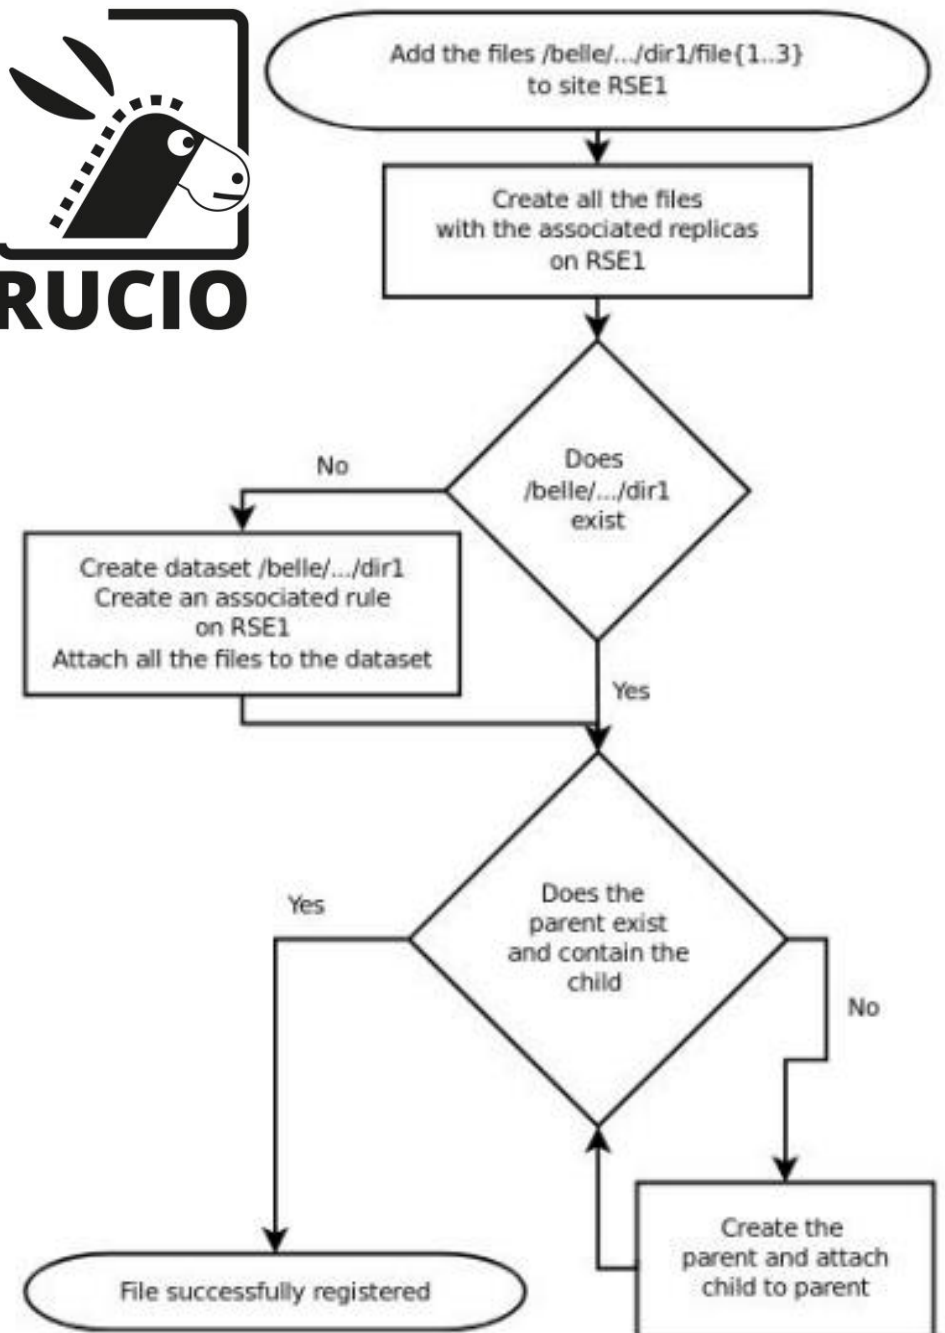 RUCIO
Add the files /belle/.../dir1/file{1..3}
to site RSE1
Create all the files
with the associated replicas
on RSE1
Does
/belle/.../dir1
exist
No
Create dataset /belle/.../dir1
Create an associated rule
on RSE1
Attach all the files to the dataset
Yes
Does the
parent exist
and contain the
child
Yes
No
Create the
parent and attach
child to parent
File successfully registered